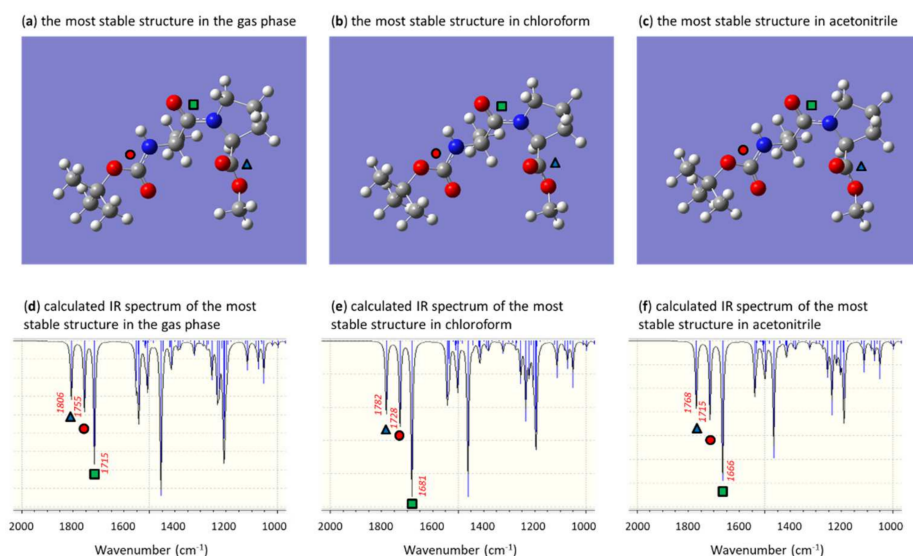 (a) the most stable structure in the gas phase
(b) the most stable structure in chloroform
(c) the most stable structure in acetonitrile
(d) calculated IR spectrum of the most
stable structure in the gas phase
(e) calculated IR spectrum of the most
stable structure in chloroform
(f) calculated IR spectrum of the most
stable structure in acetonitrile
1806
1755
1715
1782
1728
1681
1768
1715
1666
2000 1800 1600 1400 1200 1000
2000 1800 1600 1400 1200 1000
2000 1800 1600 1400 1200 1000
Wavenumber (cm⁻¹)
Wavenumber (cm⁻¹)
Wavenumber (cm⁻¹)